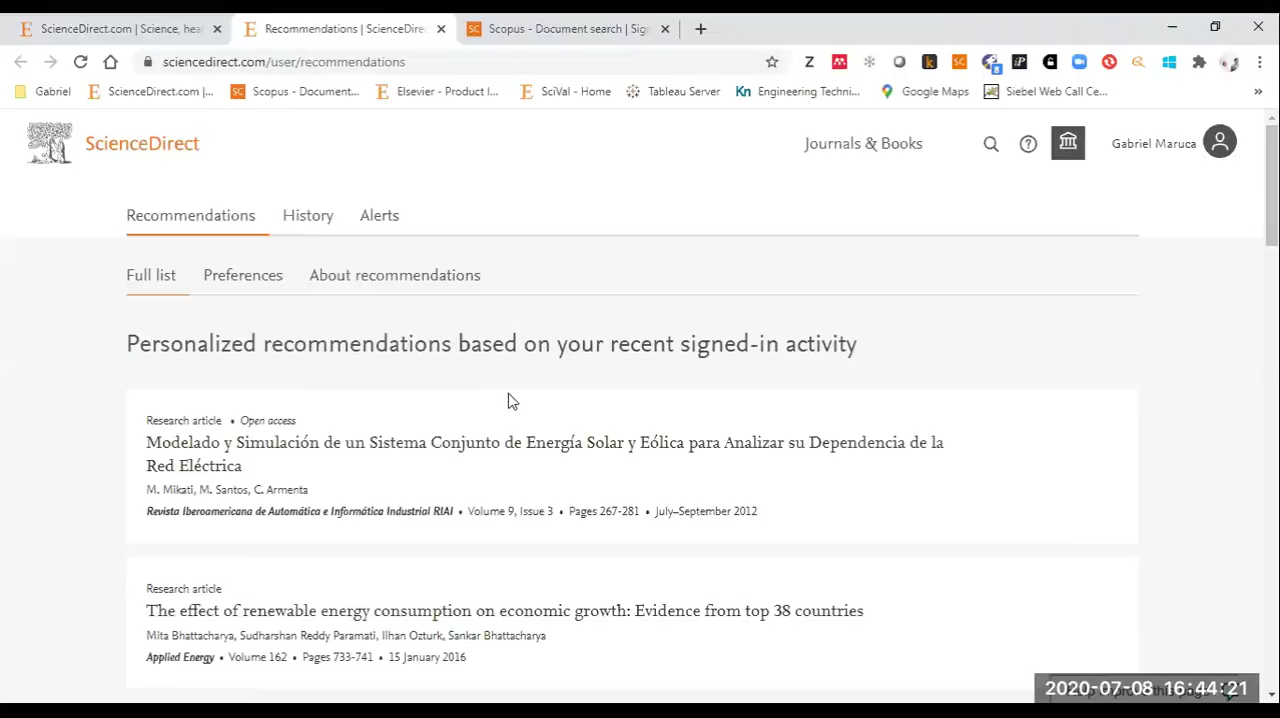 ScienceDirect.com | Science, heal
Recommendations | ScienceDirec
SC
Scopus - Document search | Sign
sciencedirect.com/user/recommendations
Gabriel
ScienceDirect.com |...
SC
Scopus - Document...
Elsevier - Product I...
SciVal - Home
Tableau Server
Kn
Engineering Techni...
Google Maps
Siebel Web Call Ce...
»
ScienceDirect
Journals & Books
Gabriel Maruca
Recommendations
History
Alerts
Full list
Preferences
About recommendations
Personalized recommendations based on your recent signed-in activity
Research article • Open access
Modelado y Simulación de un Sistema Conjunto de Energía Solar y Eólica para Analizar su Dependencia de la
Red Eléctrica
M. Mikati, M. Santos, C. Armenta
Revista Iberoamericana de Automática e Informática Industrial RIAI • Volume 9, Issue 3 • Pages 267-281 • July–September 2012
Research article
The effect of renewable energy consumption on economic growth: Evidence from top 38 countries
Mita Bhattacharya, Sudharshan Reddy Paramati, Ilhan Ozturk, Sankar Bhattacharya
Applied Energy • Volume 162 • Pages 733-741 • 15 January 2016
2020-07-08 16:44:21